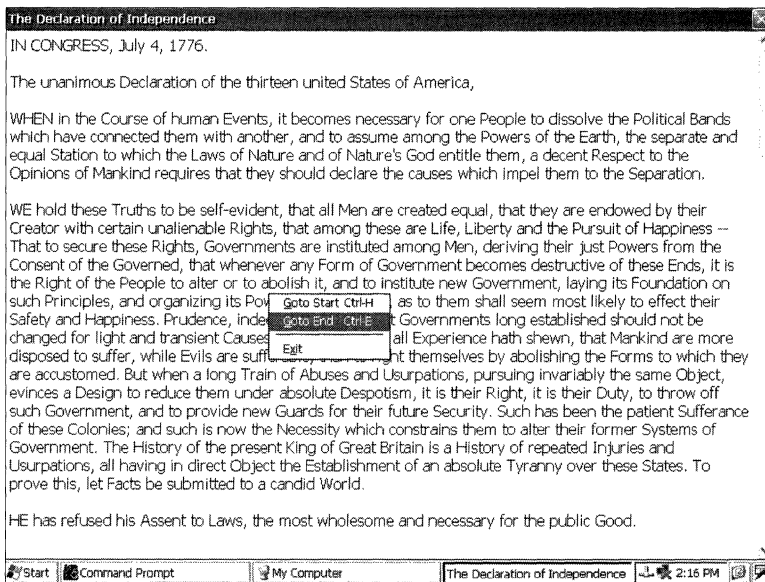 The Declaration of Independence
IN CONGRESS, July 4, 1776.
The unanimous Declaration of the thirteen united States of America,
WHEN in the Course of human Events, it becomes necessary for one People to dissolve the Political Bands
which have connected them with another, and to assume among the Powers of the Earth, the separate and
equal Station to which the Laws of Nature and of Nature's God entitle them, a decent Respect to the
Opinions of Mankind requires that they should declare the causes which impel them to the Separation.
WE hold these Truths to be self-evident, that all Men are created equal, that they are endowed by their
Creator with certain unalienable Rights, that among these are Life, Liberty and the Pursuit of Happiness --
That to secure these Rights, Governments are instituted among Men, deriving their just Powers from the
Consent of the Governed, that whenever any Form of Government becomes destructive of these Ends, it is
the Right of the People to alter or to abolish it, and to institute new Government, laying its Foundation on
such Principles, and organizing its Pow Goto Start Ctrl-H as to them shall seem most likely to effect their
Safety and Happiness. Prudence, inde Goto End Ctrl-E t Governments long established should not be
changed for light and transient Causes all Experience hath shewn, that Mankind are more
disposed to suffer, while Evils are suff Exit ht themselves by abolishing the Forms to which they
are accustomed. But when a long Train of Abuses and Usurpations, pursuing invariably the same Object,
evinces a Design to reduce them under absolute Despotism, it is their Right, it is their Duty, to throw off
such Government, and to provide new Guards for their future Security. Such has been the patient Sufferance
of these Colonies; and such is now the Necessity which constrains them to alter their former Systems of
Government. The History of the present King of Great Britain is a History of repeated Injuries and
Usurpations, all having in direct Object the Establishment of an absolute Tyranny over these States. To
prove this, let Facts be submitted to a candid World.
HE has refused his Assent to Laws, the most wholesome and necessary for the public Good.
Start Command Prompt My Computer The Declaration of Independence 2:16 PM